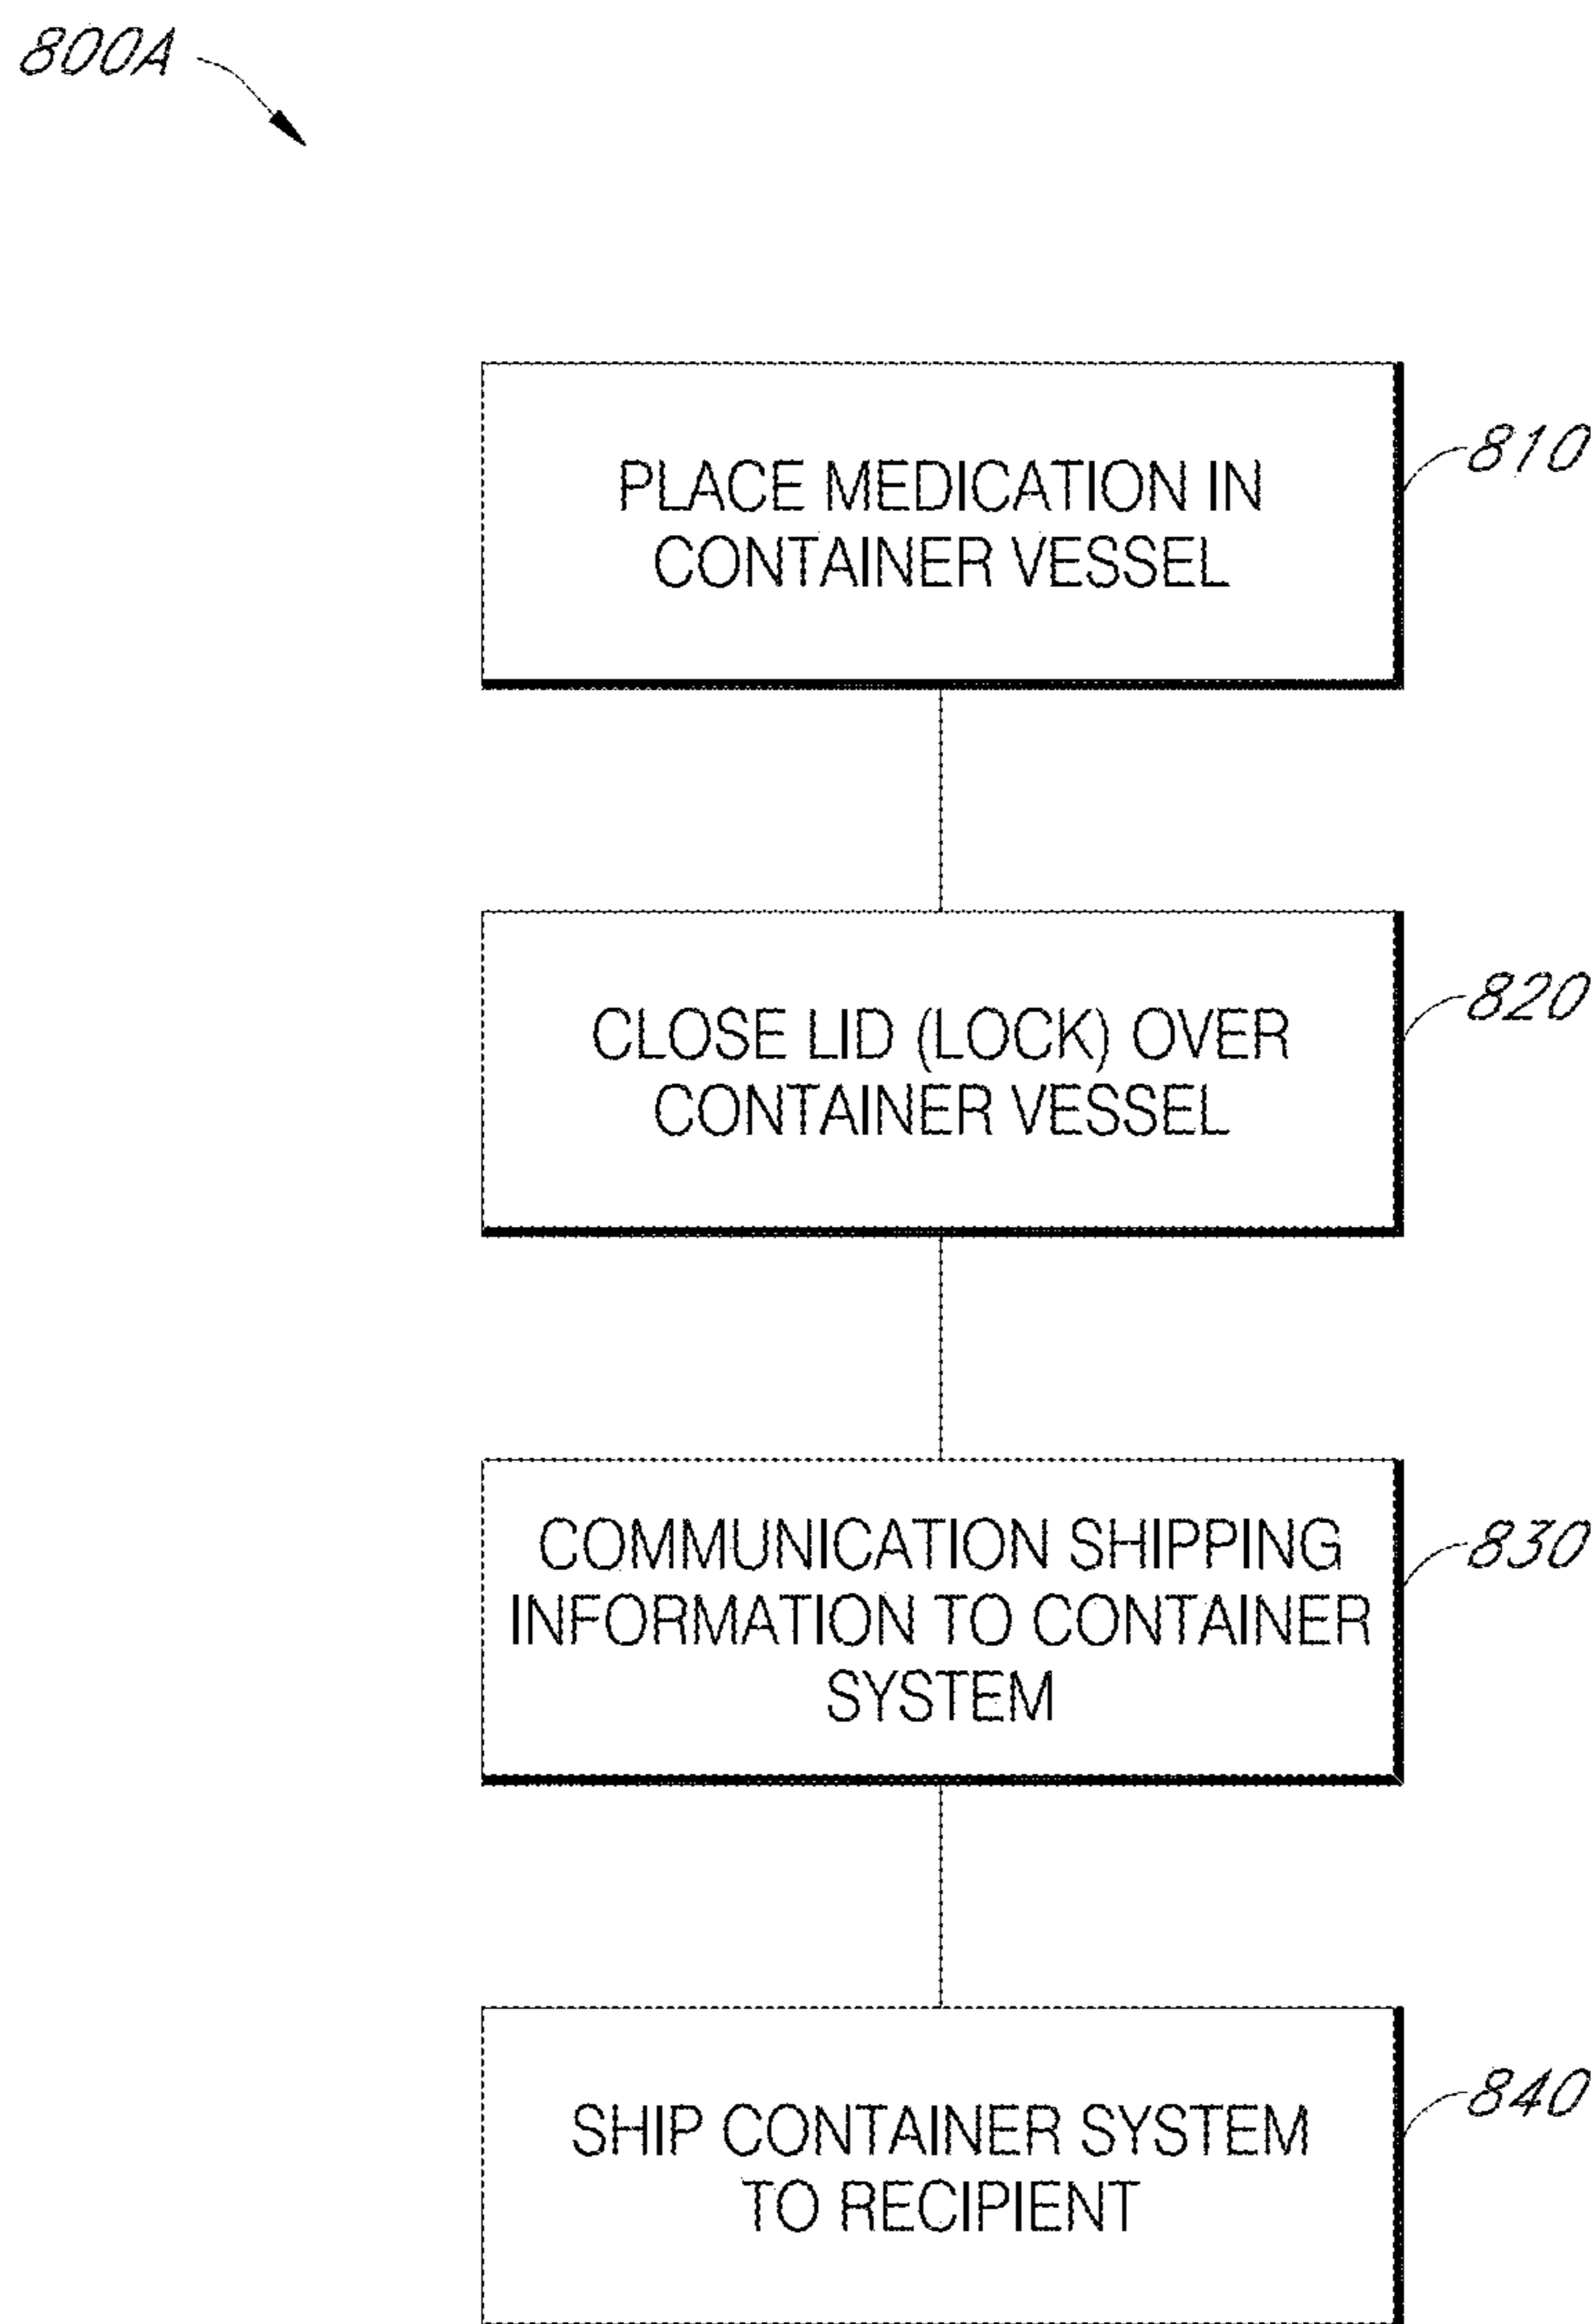 800A
PLACE MEDICATION IN
CONTAINER VESSEL
810
CLOSE LID (LOCK) OVER
CONTAINER VESSEL
820
COMMUNICATION SHIPPING
INFORMATION TO CONTAINER
SYSTEM
830
SHIP CONTAINER SYSTEM
TO RECIPIENT
840